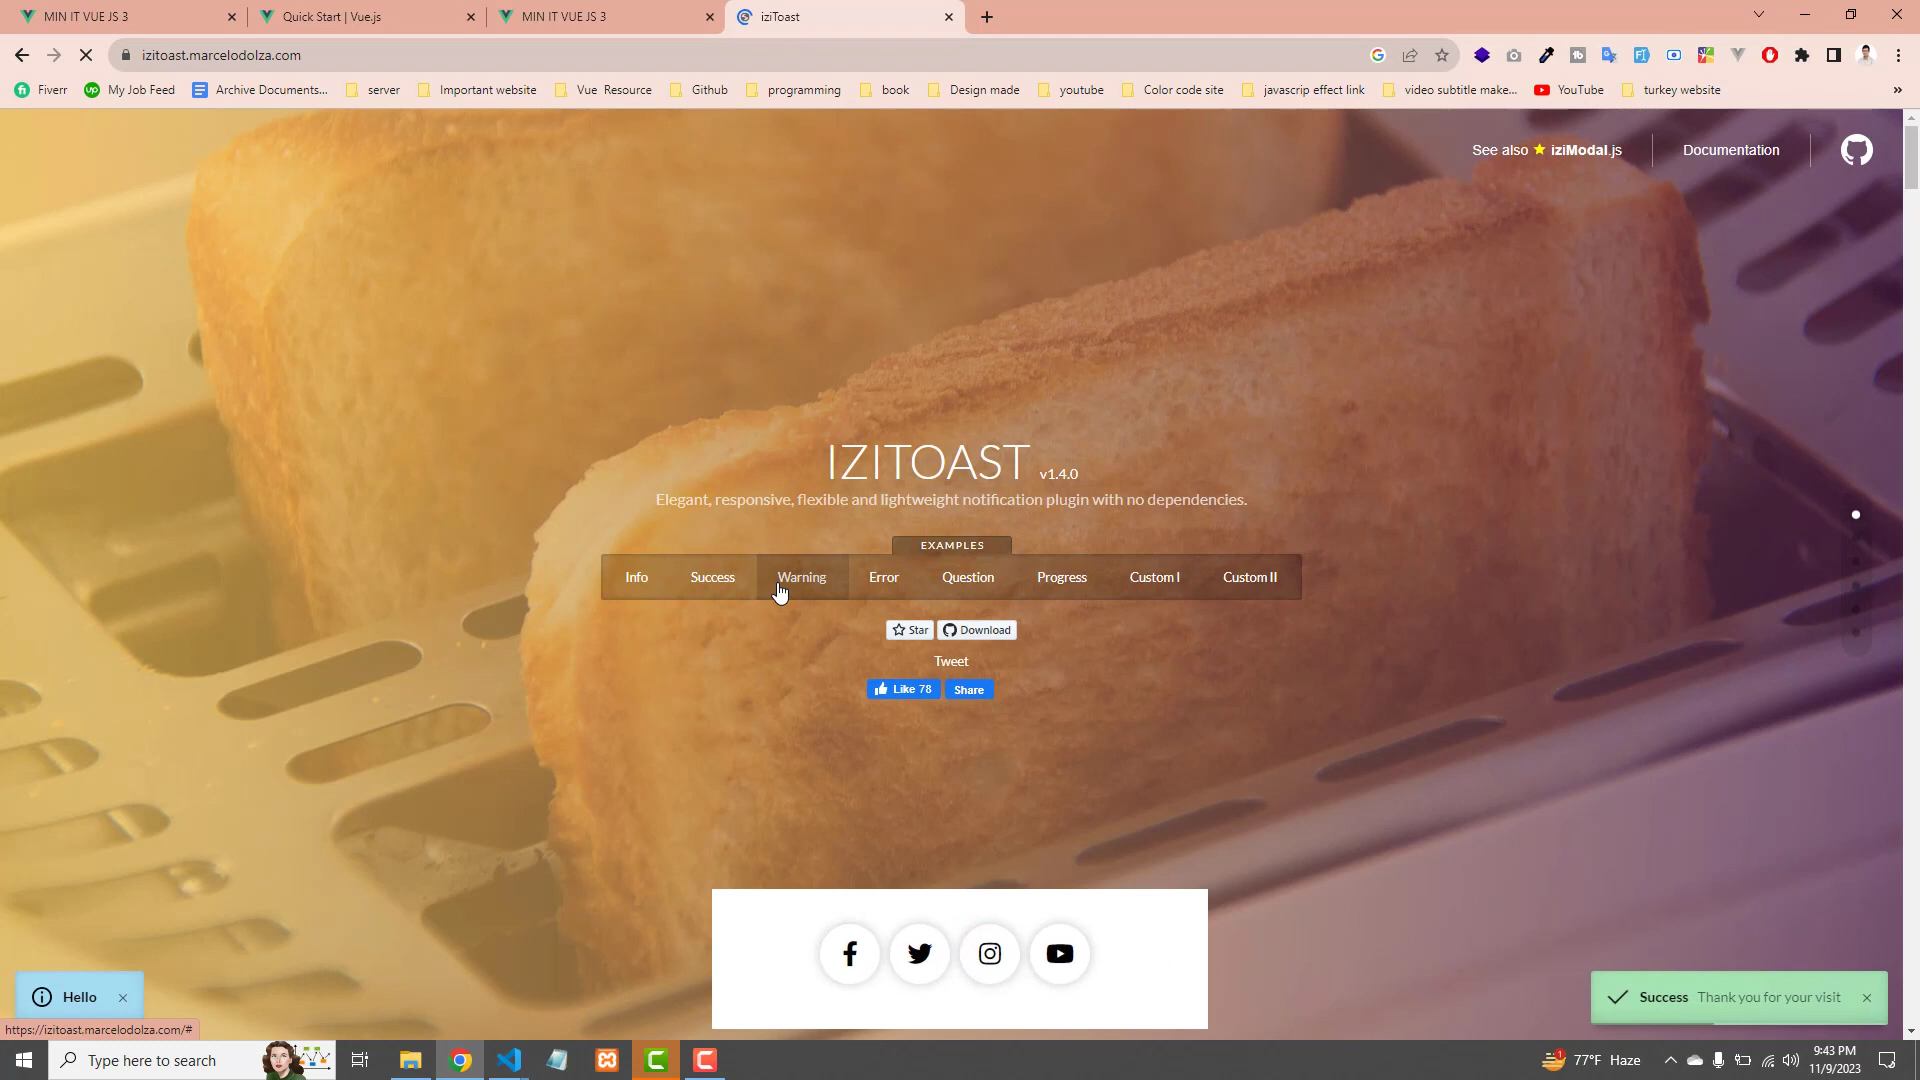 MIN IT VUE JS 3
Quick Start | Vue.js
MIN IT VUE JS 3
iziToast
izitoast.marcelodolza.com
Fiverr
My Job Feed
Archive Documents...
server
Important website
Vue Resource
Github
programming
book
Design made
youtube
Color code site
javascrip effect link
video subtitle make...
YouTube
turkey website
See also ★ iziModal.js
Documentation
IZITOAST v1.4.0
Elegant, responsive, flexible and lightweight notification plugin with no dependencies.
EXAMPLES
Info
Success
Warning
Error
Question
Progress
Custom I
Custom II
Star
Download
Tweet
Like 78
Share
Hello
Success Thank you for your visit
https://izitoast.marcelodolza.com/#
Type here to search
77°F Haze
9:43 PM
11/9/2023